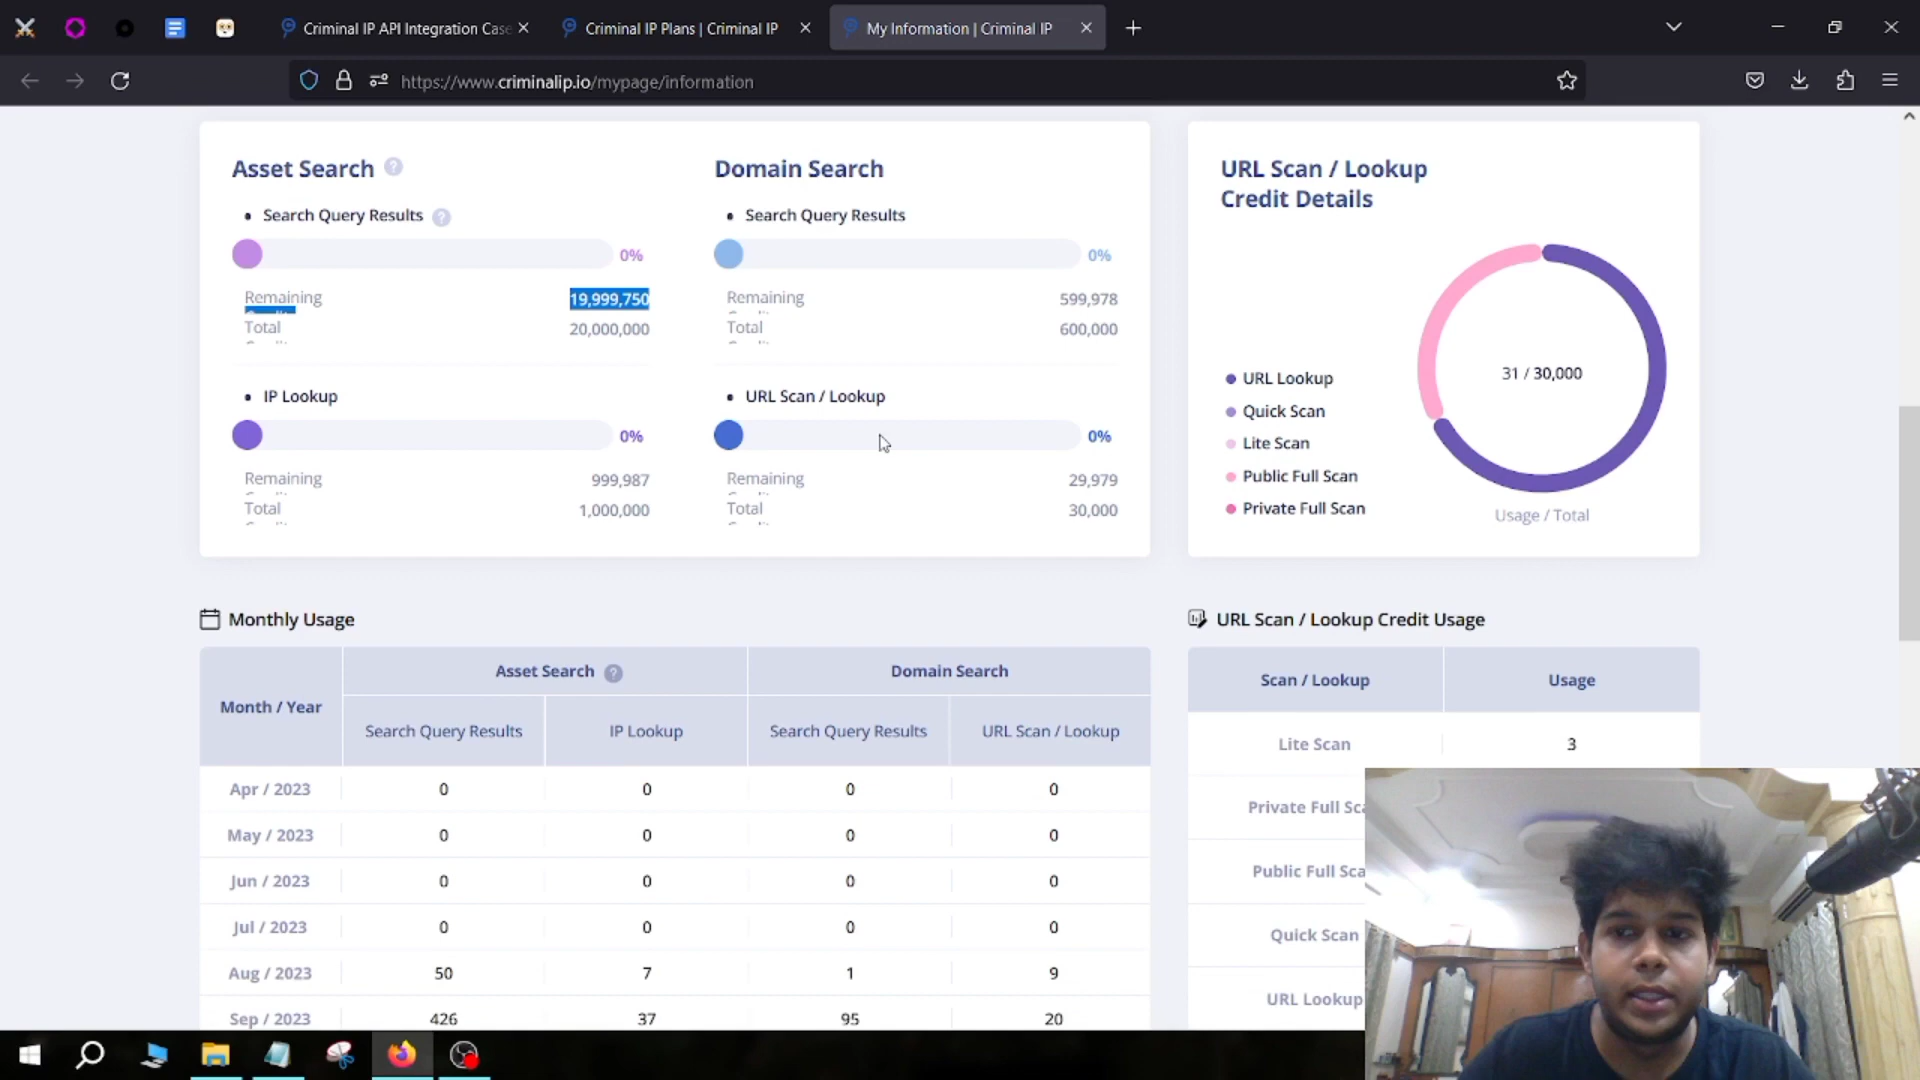 Criminal IP API Integration Case
Criminal IP Plans | Criminal IP
My Information | Criminal IP
https://www.criminalip.io/mypage/information
Asset Search ?
Search Query Results ?
0%
Remaining 19,999,750
Total 20,000,000
IP Lookup
0%
Remaining 999,987
Total 1,000,000
Domain Search
Search Query Results
0%
Remaining 599,978
Total 600,000
URL Scan / Lookup
0%
Remaining 29,979
Total 30,000
URL Scan / Lookup
Credit Details
URL Lookup
Quick Scan
Lite Scan
Public Full Scan
Private Full Scan
31 / 30,000
Usage / Total
Monthly Usage
Month / Year
Asset Search ?
Domain Search
Search Query Results IP Lookup Search Query Results URL Scan / Lookup
Apr / 2023 0 0 0 0
May / 2023 0 0 0 0
Jun / 2023 0 0 0 0
Jul / 2023 0 0 0 0
Aug / 2023 50 7 1 9
Sep / 2023 426 37 95 20
URL Scan / Lookup Credit Usage
Scan / Lookup Usage
Lite Scan 3
Private Full Sca
Public Full Sca
Quick Scan
URL Lookup